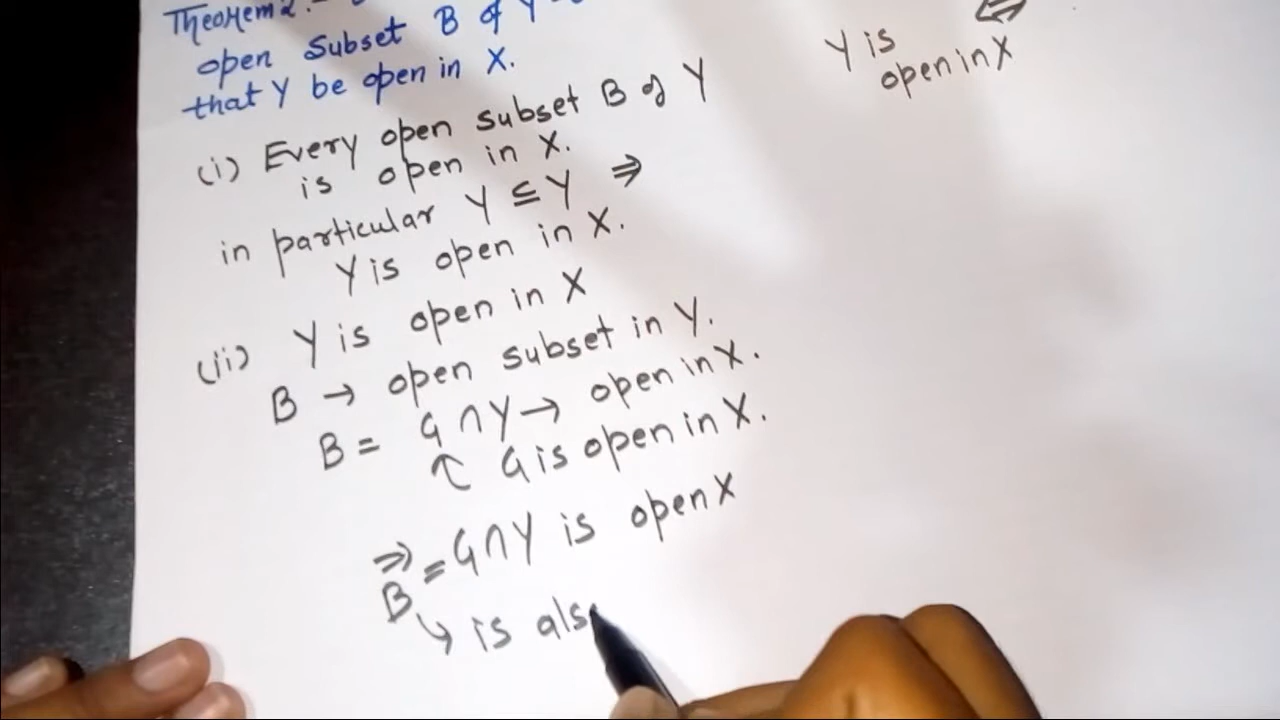 Theorem 2:-
open subset B of Y
that Y be open in X.
Y is
open in X
⇔
(i) Every open subset B of Y
is open in X.
in particular Y ⊆ Y ⇒
Y is open in X.
(ii) Y is open in X
B → open subset in Y.
B = G ∩ Y → open in X.
↑ G is open in X.
⇒ = G∩Y is open X
B
↳ is als